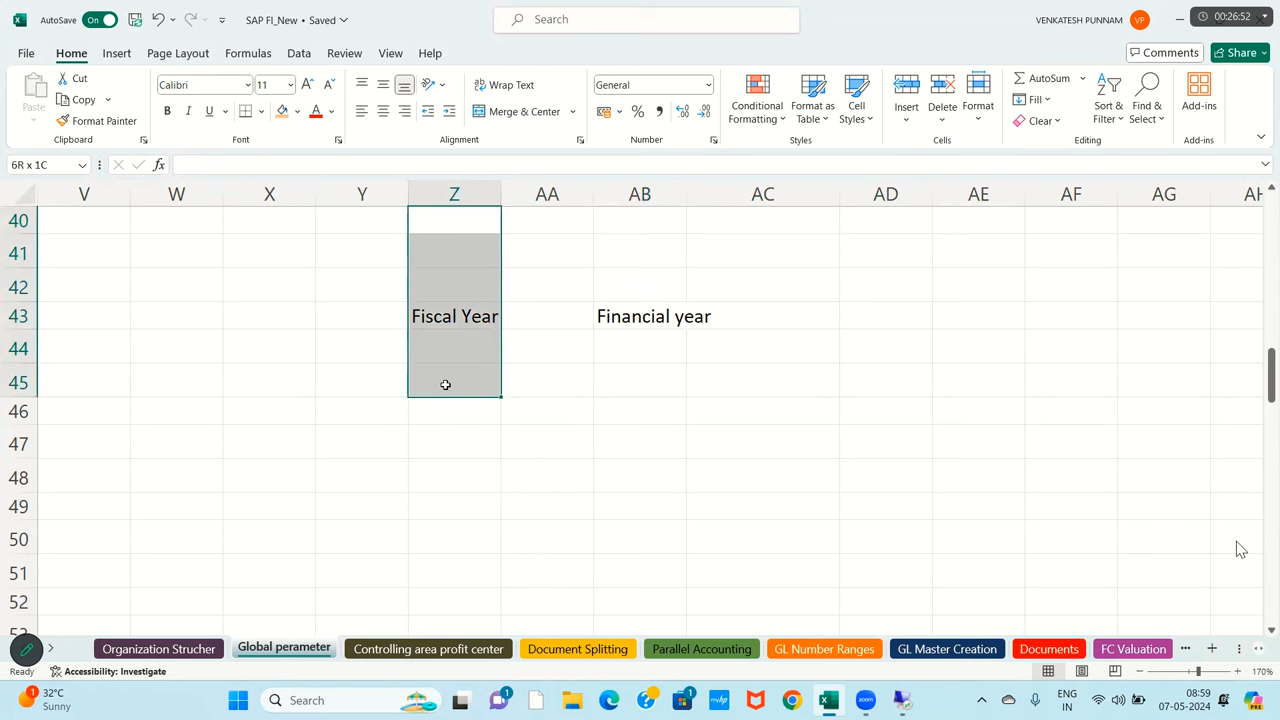 AutoSave On SAP FI_New • Saved Search VENKATESH PUNNAM VP 00:26:52
File Home Insert Page Layout Formulas Data Review View Help Comments Share
Paste Cut Copy Format Painter Clipboard
Calibri 11 A A B I U A Font
Wrap Text Merge & Center Alignment
General % , Number
Conditional Formatting Format as Table Cell Styles Styles
Insert Delete Format Cells
AutoSum Fill Clear Sort & Filter Find & Select Editing
Add-ins Add-ins
6R x 1C fx
V W X Y Z AA AB AC AD AE AF AG AH
40
41
42
43 Fiscal Year Financial year
44
45
46
47
48
49
50
51
52
53
Organization Strucher Global perameter Controlling area profit center Document Splitting Parallel Accounting GL Number Ranges GL Master Creation Documents FC Valuation
Ready Accessibility: Investigate 170%
1 32°C Sunny Search 1 1 ENG IN 08:59 07-05-2024 PRE